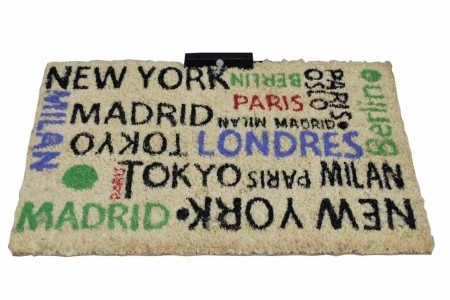 NEW YORK
BERLIN
OSLO
PARIS
Berlin
PARIS
MILAN
MADRID
MILAN
MADRID
TOKYO
LONDRES
PARIS
TOKYO
PARIS
MILAN
MADRID
NEW YORK